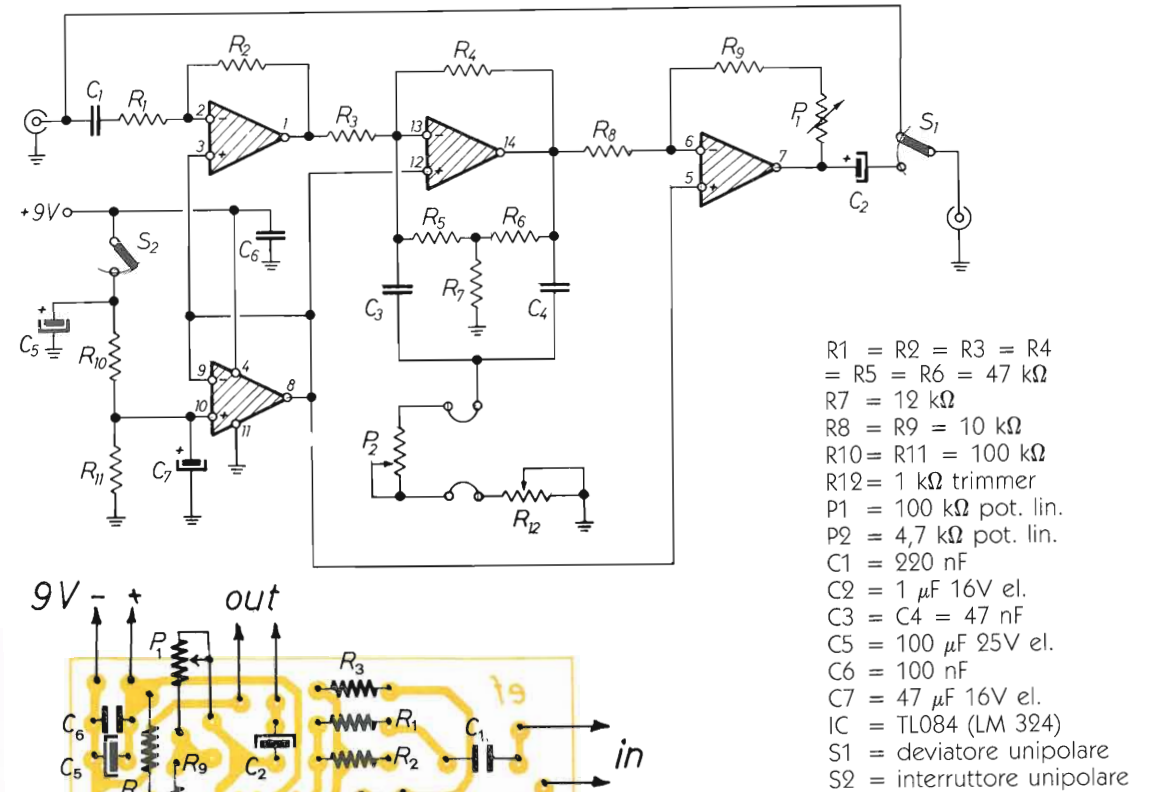 R2
R4
R9
C1
R1
2
−
1
R3
13
−
14
R8
6
−
7
P1
S1
3
+
12
+
5
+
+
C2
+9V
S2
C6
R5
R6
C3
R7
C4
+
C5
R10
9
−
4
8
10
+
11
R11
+
C7
P2
R12
R1 = R2 = R3 = R4
= R5 = R6 = 47 kΩ
R7 = 12 kΩ
R8 = R9 = 10 kΩ
R10= R11 = 100 kΩ
R12= 1 kΩ trimmer
P1 = 100 kΩ pot. lin.
P2 = 4,7 kΩ pot. lin.
C1 = 220 nF
C2 = 1 μF 16V el.
C3 = C4 = 47 nF
C5 = 100 μF 25V el.
C6 = 100 nF
C7 = 47 μF 16V el.
IC = TL084 (LM 324)
S1 = deviatore unipolare
S2 = interruttore unipolare
9V − +
out
P1
R3
ef
C6
R1
C1
in
C5
R9
C2
R2